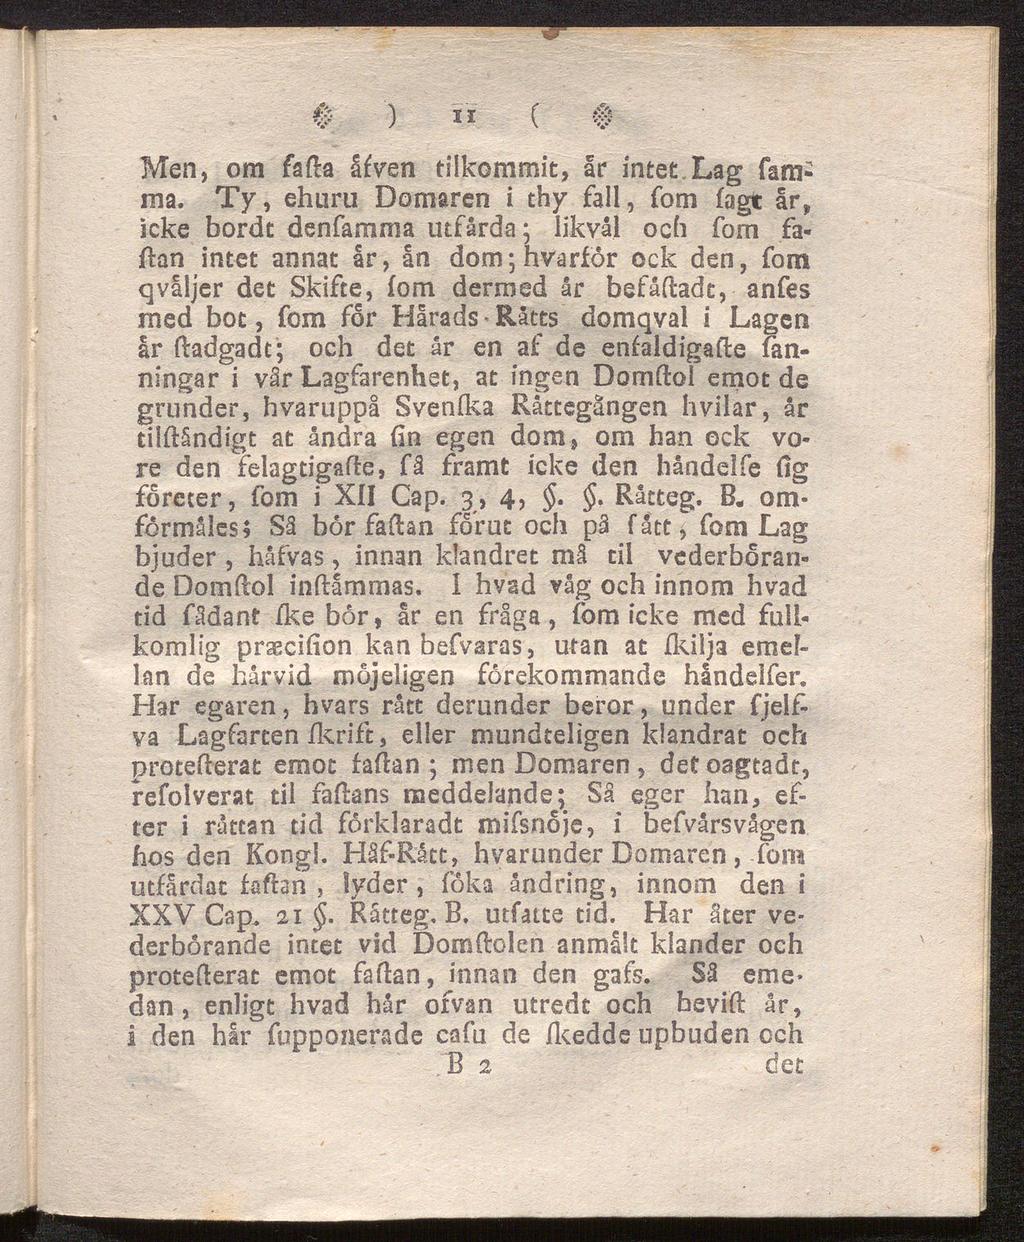 ) 11 (
Men, om faſta åfven tilkommit, år intet Lag ſam-
ma. Ty, ehuru Domaren i thy fall, ſom ſagt år,
icke bordt denſamma utfårda; likvål och ſom fa-
ſtan intet annat år, ån dom; hvarfôr ock den, ſom
qvåljer det Skifte, ſom dermed år befåſtadt, anſes
med bot, ſom fôr Hårads-Råtts domqval i Lagen
år ſtadgadt; och det år en af de enfaldigaſte ſan-
ningar i vår Lagfarenhet, at ingen Domſtol emot de
grunder, hvaruppå Svenſka Råttegången hvilar, år
tilſtåndigt at åndra ſin egen dom, om han ock vo-
re den felagtigaſte, ſå framt icke den håndelſe ſig
fôreter, ſom i XII Cap. 3, 4, §. §. Råtteg. B. om-
fôrmåles; Så bôr faſtan fôrut och på ſått, ſom Lag
bjuder, håfvas, innan klandret må til vederbôran-
de Domſtol inſtåmmas. I hvad våg och innom hvad
tid ſådant ſke bôr, år en fråga, ſom icke med full-
komlig præciſion kan beſvaras, utan at ſkilja emel-
lan de hårvid môjeligen fôrekommande håndelſer.
Har egaren, hvars rått derunder beror, under ſjelf-
va Lagfarten ſkrift, eller mundteligen klandrat och
proteſterat emot faſtan; men Domaren, det oagtadt,
reſolverat til faſtans meddelande; Så eger han, ef-
ter i råttan tid fôrklaradt miſsnôje, i beſvårsvågen
hos den Kongl. Håf-Rått, hvarunder Domaren, ſom
utfårdat faſtan, lyder, ſôka åndring, innom den i
XXV Cap. 21 §. Råtteg. B. utſatte tid. Har åter ve-
derbôrande intet vid Domſtolen anmålt klander och
proteſterat emot faſtan, innan den gafs. Så eme-
dan, enligt hvad hår ofvan utredt och beviſt år,
i den hår ſupponerade caſu de ſkedde upbuden och
B 2 det